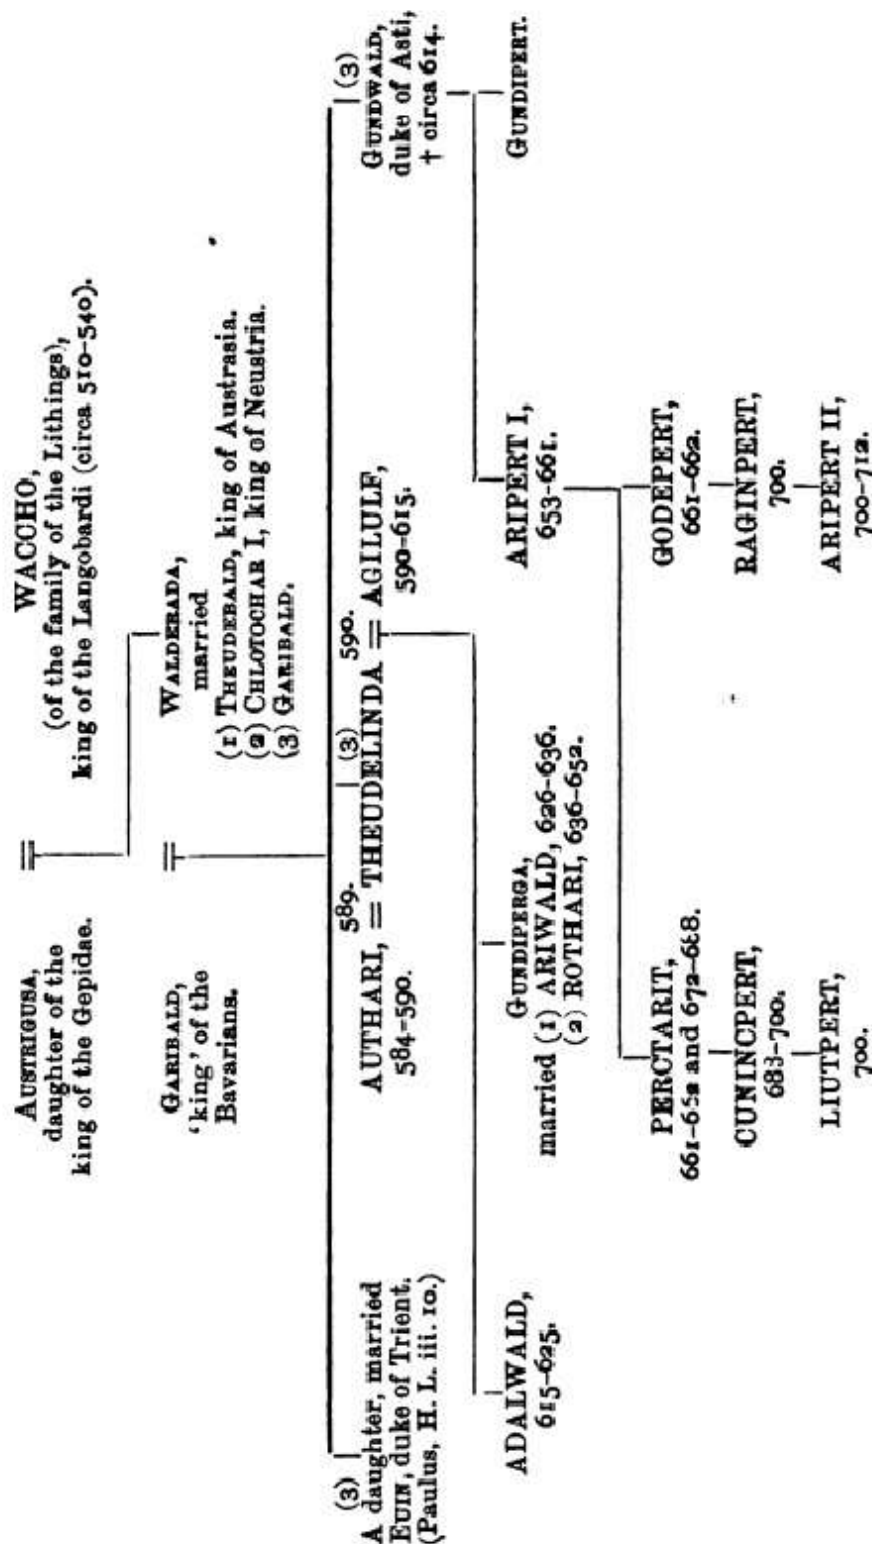 AUSTRIGUSA,
daughter of the
king of the Gepidae.
=
WACCHO,
(of the family of the Lithings),
king of the Langobardi (circa 510-540).
GARIBALD,
'king' of the
Bavarians.
=
WALDERADA,
married
(1) THEUDEBALD, king of Austrasia.
(2) CHLOTOCHAR I, king of Neustria.
(3) GARIBALD.
(3)
A daughter, married
EUIN, duke of Trient.
(Paulus, H. L. iii. 10.)
589. (3) 590.
AUTHARI, = THEUDELINDA = AGILULF,
584-590.
590-615.
(3)
GUNDWALD,
duke of Asti,
† circa 614.
ADALWALD,
615-625.
GUNDIPERGA,
married (1) ARIWALD, 626-636.
(2) ROTHARI, 636-652.
ARIPERT I,
653-661.
GUNDIPERT.
PERCTARIT,
661-662 and 672-688.
GODEPERT,
661-662.
CUNINCPERT,
688-700.
RAGINPERT,
700.
LIUTPERT,
700.
ARIPERT II,
700-712.